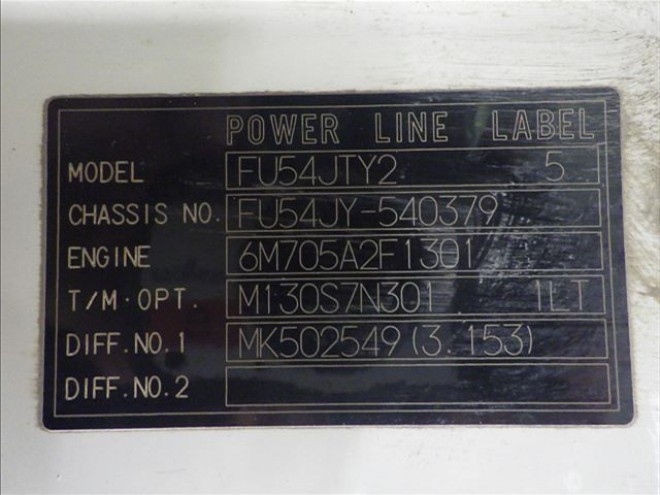 POWER LINE LABEL
MODEL FU54JTY2 5
CHASSIS NO. FU54JY-540379
ENGINE 6M705A2F1301
T/M·OPT. M130S7N301 1LT
DIFF.NO.1 MK502549(3.153)
DIFF.NO.2